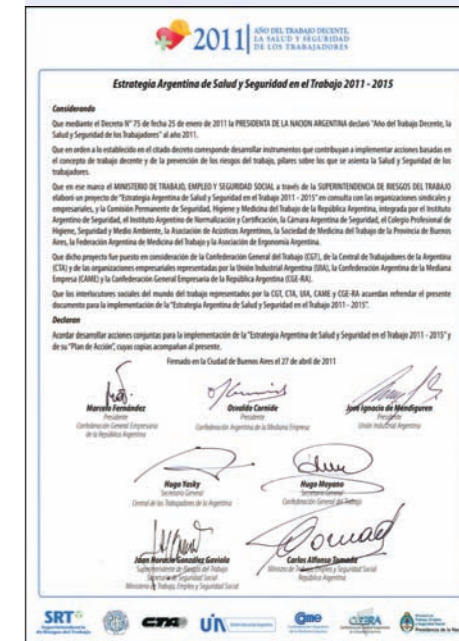 2011
AÑO DEL TRABAJO DECENTE,
LA SALUD Y SEGURIDAD
DE LOS TRABAJADORES
Estrategia Argentina de Salud y Seguridad en el Trabajo 2011 - 2015
Considerando
Que mediante el Decreto N° 75 de fecha 25 de enero de 2011 la PRESIDENTA DE LA NACION ARGENTINA declaró "Año del Trabajo Decente, la
Salud y Seguridad de los Trabajadores" al año 2011.
Que en orden a lo establecido en el citado decreto corresponde desarrollar instrumentos que contribuyan a implementar acciones basadas en
el concepto de trabajo decente y de la prevención de los riesgos del trabajo, pilares sobre los que se asienta la Salud y Seguridad de los
trabajadores.
Que en ese marco el MINISTERIO DE TRABAJO, EMPLEO Y SEGURIDAD SOCIAL a través de la SUPERINTENDENCIA DE RIESGOS DEL TRABAJO
elaboró un proyecto de "Estrategia Argentina de Salud y Seguridad en el Trabajo 2011 - 2015" en consulta con las organizaciones sindicales y
empresariales, y la Comisión Permanente de Seguridad, Higiene y Medicina del Trabajo de la República Argentina, integrada por el Instituto
Argentino de Seguridad, el Instituto Argentino de Normalización y Certificación, la Cámara Argentina de Seguridad, el Colegio Profesional de
Higiene, Seguridad y Medio Ambiente, la Asociación de Acústicos Argentinos, la Sociedad de Medicina del Trabajo de la Provincia de Buenos
Aires, la Federación Argentina de Medicina del Trabajo y la Asociación de Ergonomía Argentina.
Que dicho proyecto fue puesto en consideración de la Confederación General del Trabajo (CGT), de la Central de Trabajadores de la Argentina
(CTA) y de las organizaciones empresariales representadas por la Unión Industrial Argentina (UIA), la Confederación Argentina de la Mediana
Empresa (CAME) y la Confederación General Empresaria de la República Argentina (CGE-RA).
Que los interlocutores sociales del mundo del trabajo representados por la CGT, CTA, UIA, CAME y CGE-RA acuerdan refrendar el presente
documento para la implementación de la "Estrategia Argentina de Salud y Seguridad en el Trabajo 2011 - 2015".
Declaran
Acordar desarrollar acciones conjuntas para la implementación de la "Estrategia Argentina de Salud y Seguridad en el Trabajo 2011 - 2015" y
de su "Plan de Acción", cuyas copias acompañan al presente.
Firmado en la Ciudad de Buenos Aires el 27 de abril de 2011
Marcelo Fernández
Presidente
Confederación General Empresaria
de la República Argentina
Osvaldo Cornide
Presidente
Confederación Argentina de la Mediana Empresa
José Ignacio de Mendiguren
Presidente
Unión Industrial Argentina
Hugo Yasky
Secretario General
Central de los Trabajadores de la Argentina
Hugo Moyano
Secretario General
Confederación General del Trabajo
Juan Horacio González Gaviola
Superintendente de Riesgos del Trabajo
Secretaría de Seguridad Social
Ministerio de Trabajo, Empleo y Seguridad Social
Carlos Alfonso Tomada
Ministro de Trabajo, Empleo y Seguridad Social
República Argentina
SRT
Superintendencia
de Riesgos del Trabajo
CTA
UIA
Came
CGERA
Presidencia de la Nación